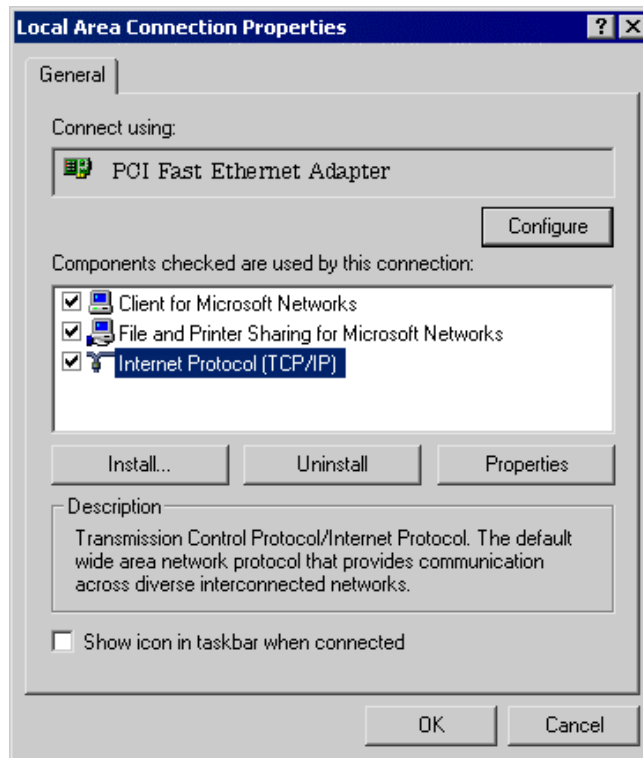 Local Area Connection Properties
General
Connect using:
PCI Fast Ethernet Adapter
Configure
Components checked are used by this connection:
Client for Microsoft Networks
File and Printer Sharing for Microsoft Networks
Internet Protocol (TCP/IP)
Install... Uninstall Properties
Description
Transmission Control Protocol/Internet Protocol. The default
wide area network protocol that provides communication
across diverse interconnected networks.
Show icon in taskbar when connected
OK Cancel